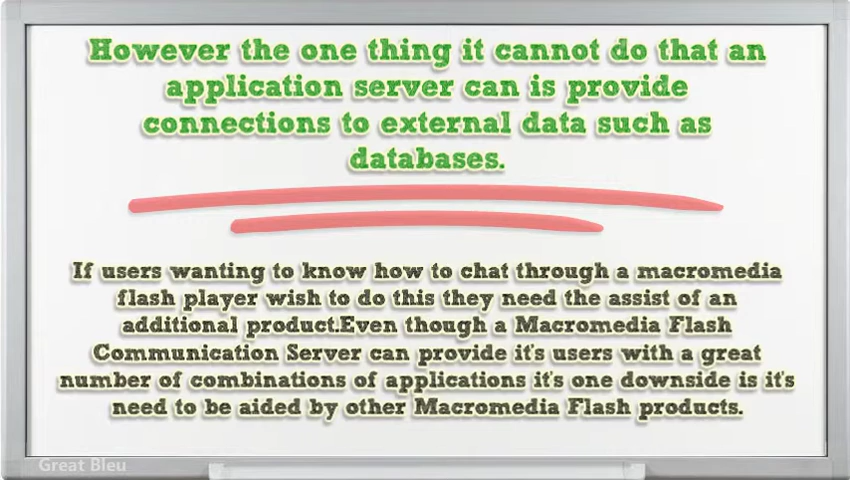 However the one thing it cannot do that an
application server can is provide
connections to external data such as
databases.
If users wanting to know how to chat through a macromedia
flash player wish to do this they need the assist of an
additional product.Even though a Macromedia Flash
Communication Server can provide it's users with a great
number of combinations of applications it's one downside is it's
need to be aided by other Macromedia Flash products.
Great Bleu